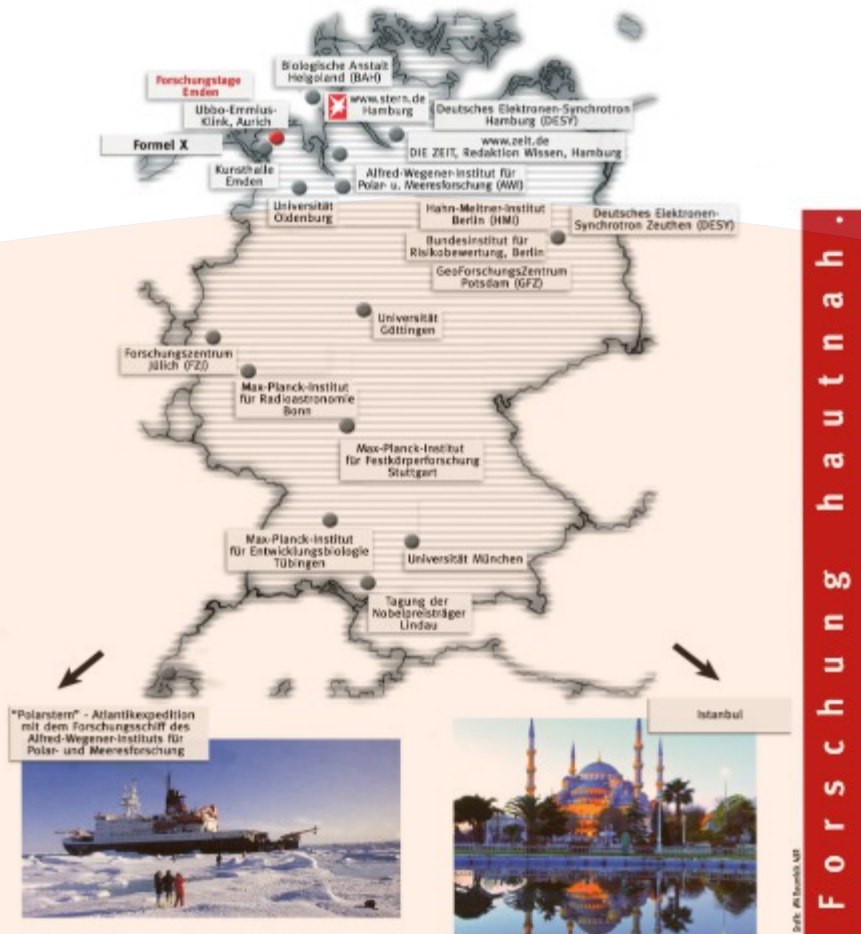 Biologische Anstalt
Helgoland (BAH)
Forschungstage
Emden
www.stern.de
Hamburg
Ubbo-Emmius-
Klink, Aurich
Deutsches Elektronen-Synchrotron
Hamburg (DESY)
Formel X
www.zeit.de
DIE ZEIT, Redaktion Wissen, Hamburg
Kunsthalle
Emden
Alfred-Wegener-Institut für
Polar- u. Meeresforschung (AWI)
Universität
Oldenburg
Hahn-Meitner-Institut
Berlin (HMI)
Deutsches Elektronen-
Synchrotron Zeuthen (DESY)
Bundesinstitut für
Risikobewertung, Berlin
GeoForschungsZentrum
Potsdam (GFZ)
Universität
Göttingen
Forschungszentrum
Jülich (FZJ)
Max-Planck-Institut
für Radioastronomie
Bonn
Max-Planck-Institut
für Festkörperforschung
Stuttgart
Max-Planck-Institut
für Entwicklungsbiologie
Tübingen
Universität München
Tagung der
Nobelpreisträger
Lindau
"Polarstern" - Atlantikexpedition
mit dem Forschungsschiff des
Alfred-Wegener-Instituts für
Polar- und Meeresforschung
Istanbul
Forschung hautnah.
Grafik: